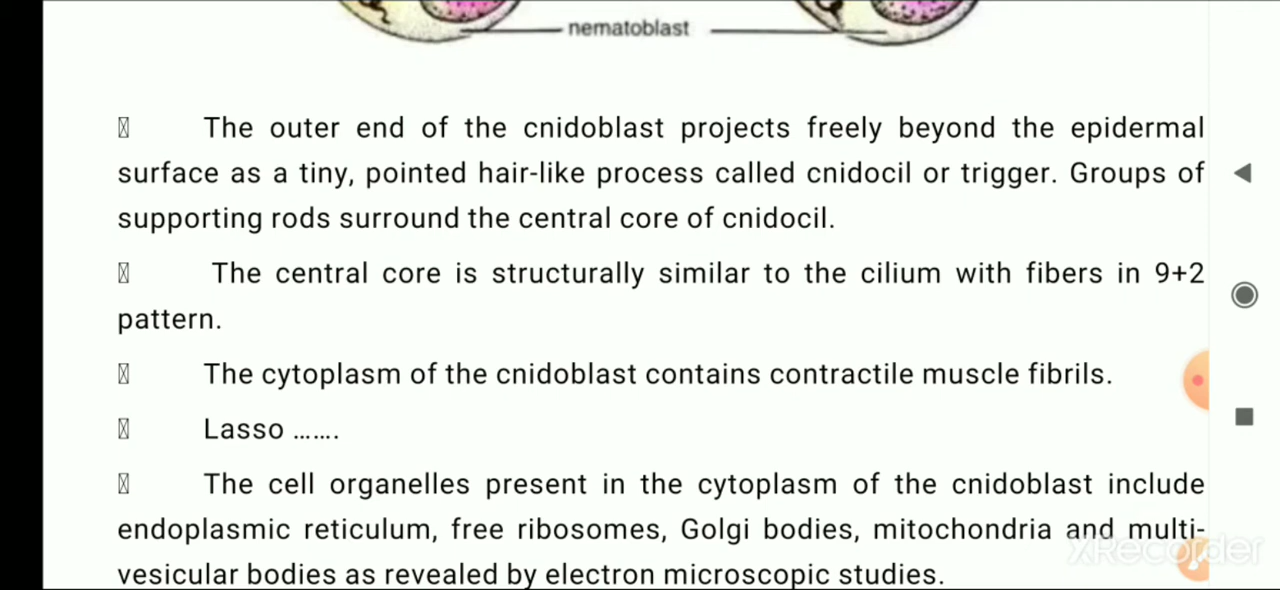 nematoblast
The outer end of the cnidoblast projects freely beyond the epidermal
surface as a tiny, pointed hair-like process called cnidocil or trigger. Groups of
supporting rods surround the central core of cnidocil.
The central core is structurally similar to the cilium with fibers in 9+2
pattern.
The cytoplasm of the cnidoblast contains contractile muscle fibrils.
Lasso .......
The cell organelles present in the cytoplasm of the cnidoblast include
endoplasmic reticulum, free ribosomes, Golgi bodies, mitochondria and multi-
vesicular bodies as revealed by electron microscopic studies.
XRecorder